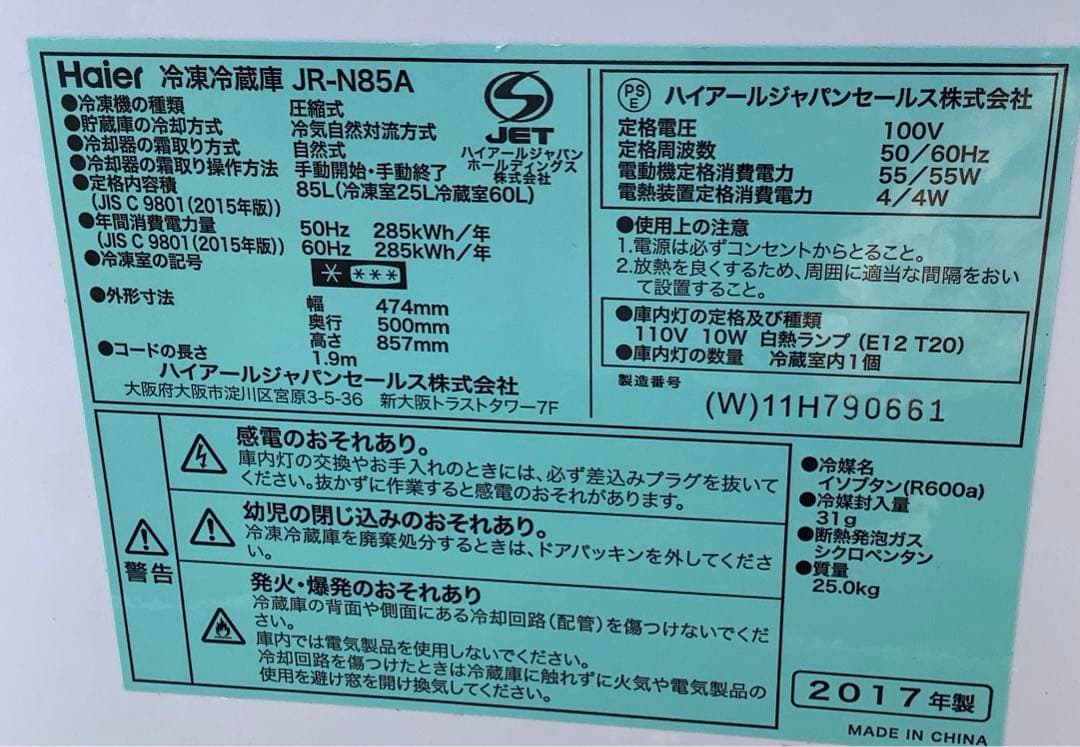 Haier 冷凍冷蔵庫 JR-N85A
●冷凍機の種類 圧縮式
●貯蔵庫の冷却方式 冷気自然対流方式
●冷却器の霜取り方式 自然式
●冷却器の霜取り操作方法 手動開始・手動終了
●定格内容積 85L(冷凍室25L冷蔵室60L)
(JIS C 9801(2015年版))
●年間消費電力量 50Hz 285kWh/年
(JIS C 9801(2015年版)) 60Hz 285kWh/年
●冷凍室の記号 * ***
●外形寸法 幅 474mm
奥行 500mm
高さ 857mm
●コードの長さ 1.9m
ハイアールジャパンセールス株式会社
大阪府大阪市淀川区宮原3-5-36 新大阪トラストタワー7F
JET
ハイアールジャパン
ホールディングス
株式会社
PS
E
ハイアールジャパンセールス株式会社
定格電圧 100V
定格周波数 50/60Hz
電動機定格消費電力 55/55W
電熱装置定格消費電力 4/4W
●使用上の注意
1.電源は必ずコンセントからとること。
2.放熱を良くするため、周囲に適当な間隔をおい
て設置すること。
●庫内灯の定格及び種類
110V 10W 白熱ランプ(E12 T20)
●庫内灯の数量 冷蔵室内1個
製造番号
(W)11H790661
警告
感電のおそれあり。
庫内灯の交換やお手入れのときには、必ず差込みプラグを抜いて
ください。抜かずに作業すると感電のおそれがあります。
幼児の閉じ込みのおそれあり。
冷凍冷蔵庫を廃棄処分するときは、ドアパッキンを外してくださ
い。
発火・爆発のおそれあり
冷蔵庫の背面や側面にある冷却回路(配管)を傷つけないでくだ
さい。
庫内では電気製品を使用しないでください。
冷却回路を傷つけたときは冷蔵庫に触れずに火気や電気製品の
使用を避け窓を開け換気してください。
●冷媒名
イソブタン(R600a)
●冷媒封入量
31g
●断熱発泡ガス
シクロペンタン
●質量
25.0kg
2017年製
MADE IN CHINA